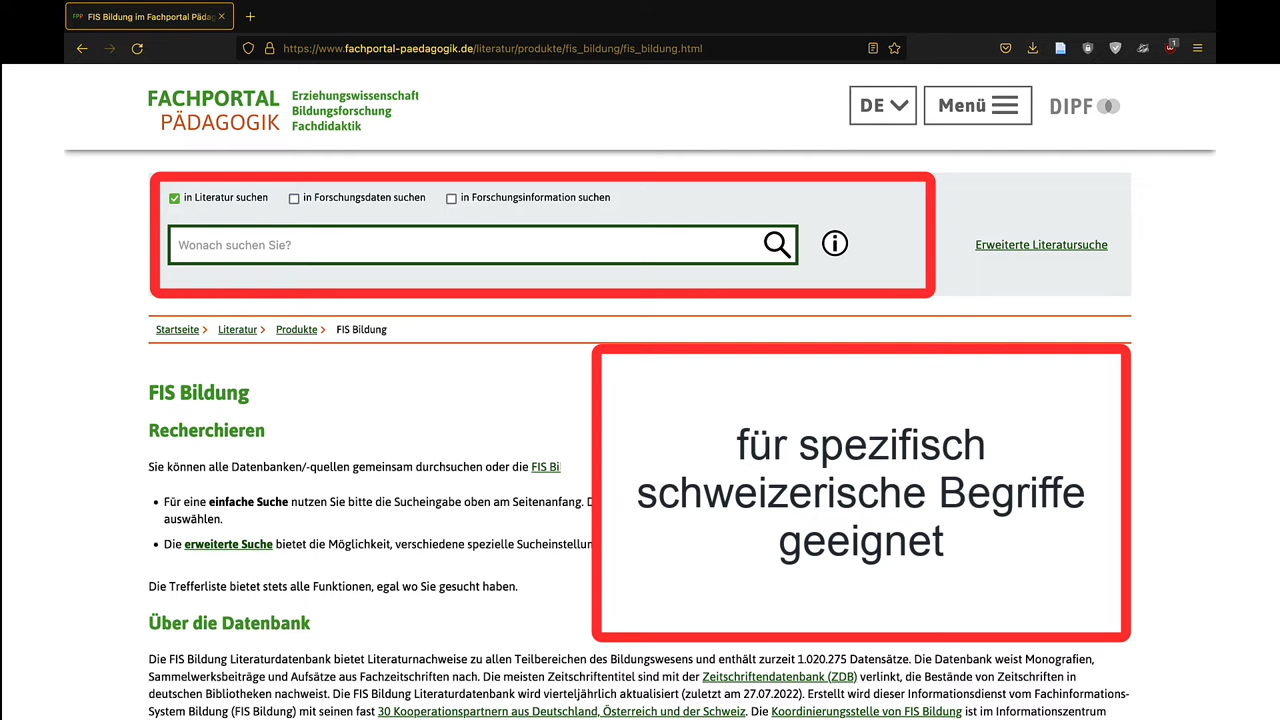 FPP FIS Bildung im Fachportal Pädag
https://www.fachportal-paedagogik.de/literatur/produkte/fis_bildung/fis_bildung.html
1
FACHPORTAL
PÄDAGOGIK
Erziehungswissenschaft
Bildungsforschung
Fachdidaktik
DE
Menü
DIPF
in Literatur suchen
in Forschungsdaten suchen
in Forschungsinformation suchen
Wonach suchen Sie?
Erweiterte Literatursuche
Startseite > Literatur > Produkte > FIS Bildung
FIS Bildung
Recherchieren
Sie können alle Datenbanken/-quellen gemeinsam durchsuchen oder die FIS Bi
• Für eine einfache Suche nutzen Sie bitte die Sucheingabe oben am Seitenanfang. D
auswählen.
• Die erweiterte Suche bietet die Möglichkeit, verschiedene spezielle Sucheinstellun
Die Trefferliste bietet stets alle Funktionen, egal wo Sie gesucht haben.
für spezifisch
schweizerische Begriffe
geeignet
Über die Datenbank
Die FIS Bildung Literaturdatenbank bietet Literaturnachweise zu allen Teilbereichen des Bildungswesens und enthält zurzeit 1.020.275 Datensätze. Die Datenbank weist Monografien,
Sammelwerksbeiträge und Aufsätze aus Fachzeitschriften nach. Die meisten Zeitschriftentitel sind mit der Zeitschriftendatenbank (ZDB) verlinkt, die Bestände von Zeitschriften in
deutschen Bibliotheken nachweist. Die FIS Bildung Literaturdatenbank wird vierteljährlich aktualisiert (zuletzt am 27.07.2022). Erstellt wird dieser Informationsdienst vom Fachinformations-
System Bildung (FIS Bildung) mit seinen fast 30 Kooperationspartnern aus Deutschland, Österreich und der Schweiz. Die Koordinierungsstelle von FIS Bildung ist im Informationszentrum